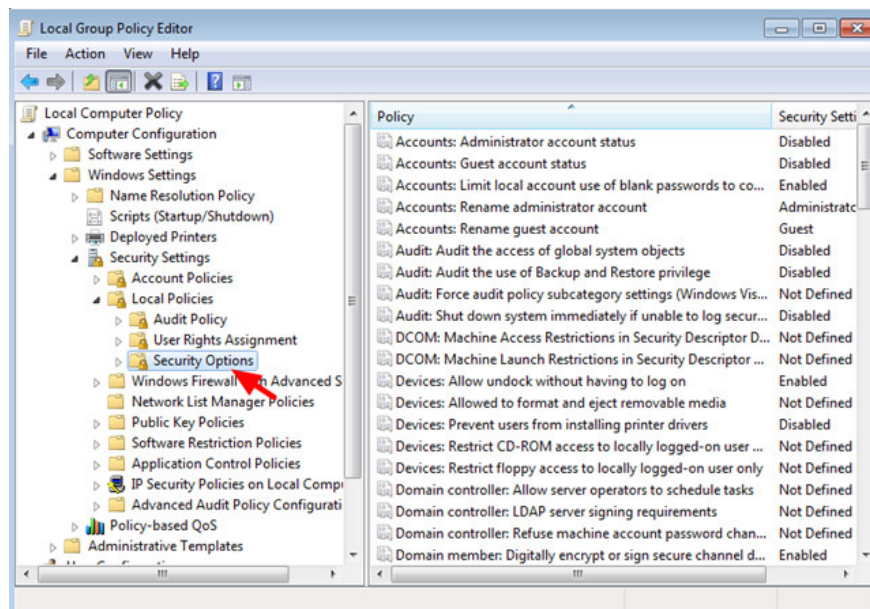 Local Group Policy Editor
File Action View Help
Local Computer Policy
Computer Configuration
Software Settings
Windows Settings
Name Resolution Policy
Scripts (Startup/Shutdown)
Deployed Printers
Security Settings
Account Policies
Local Policies
Audit Policy
User Rights Assignment
Security Options
Windows Firewall Advanced S
Network List Manager Policies
Public Key Policies
Software Restriction Policies
Application Control Policies
IP Security Policies on Local Compu
Advanced Audit Policy Configurati
Policy-based QoS
Administrative Templates
Policy Security Setti
Accounts: Administrator account status Disabled
Accounts: Guest account status Disabled
Accounts: Limit local account use of blank passwords to co... Enabled
Accounts: Rename administrator account Administratc
Accounts: Rename guest account Guest
Audit: Audit the access of global system objects Disabled
Audit: Audit the use of Backup and Restore privilege Disabled
Audit: Force audit policy subcategory settings (Windows Vis... Not Defined
Audit: Shut down system immediately if unable to log secur... Disabled
DCOM: Machine Access Restrictions in Security Descriptor D... Not Defined
DCOM: Machine Launch Restrictions in Security Descriptor ... Not Defined
Devices: Allow undock without having to log on Enabled
Devices: Allowed to format and eject removable media Not Defined
Devices: Prevent users from installing printer drivers Disabled
Devices: Restrict CD-ROM access to locally logged-on user ... Not Defined
Devices: Restrict floppy access to locally logged-on user only Not Defined
Domain controller: Allow server operators to schedule tasks Not Defined
Domain controller: LDAP server signing requirements Not Defined
Domain controller: Refuse machine account password chan... Not Defined
Domain member: Digitally encrypt or sign secure channel d... Enabled